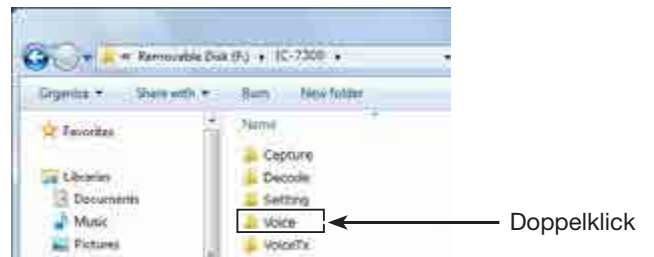 « Removable Disk (F:) ▸ IC-7300 ▸
Organize ▾ Share with ▾ Burn New folder
Favorites
Libraries
Documents
Music
Pictures
Name
Capture
Decode
Setting
Voice
VoiceTx
Doppelklick